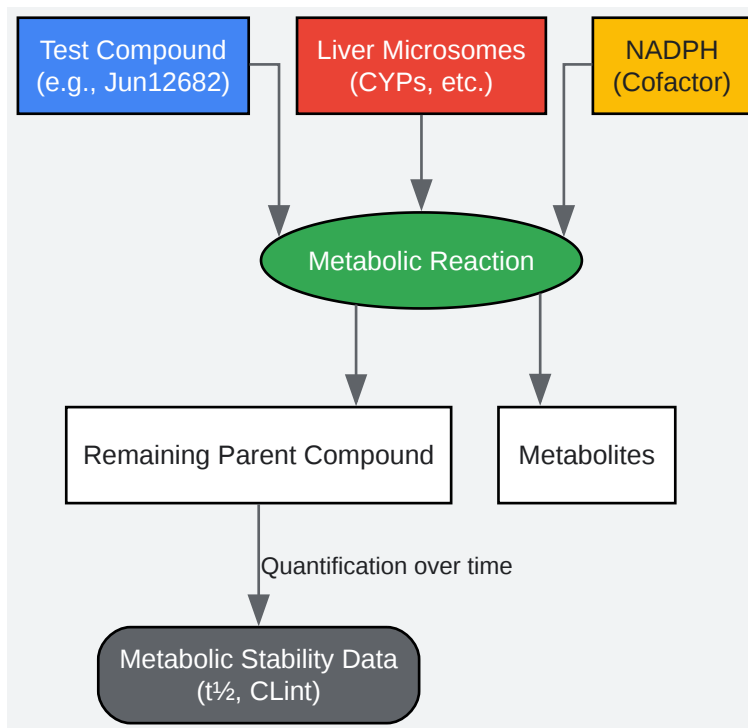 Test Compound
(e.g., Jun12682)
Liver Microsomes
(CYPs, etc.)
NADPH
(Cofactor)
Metabolic Reaction
Remaining Parent Compound
Metabolites
Quantification over time
Metabolic Stability Data
(t½, CLint)